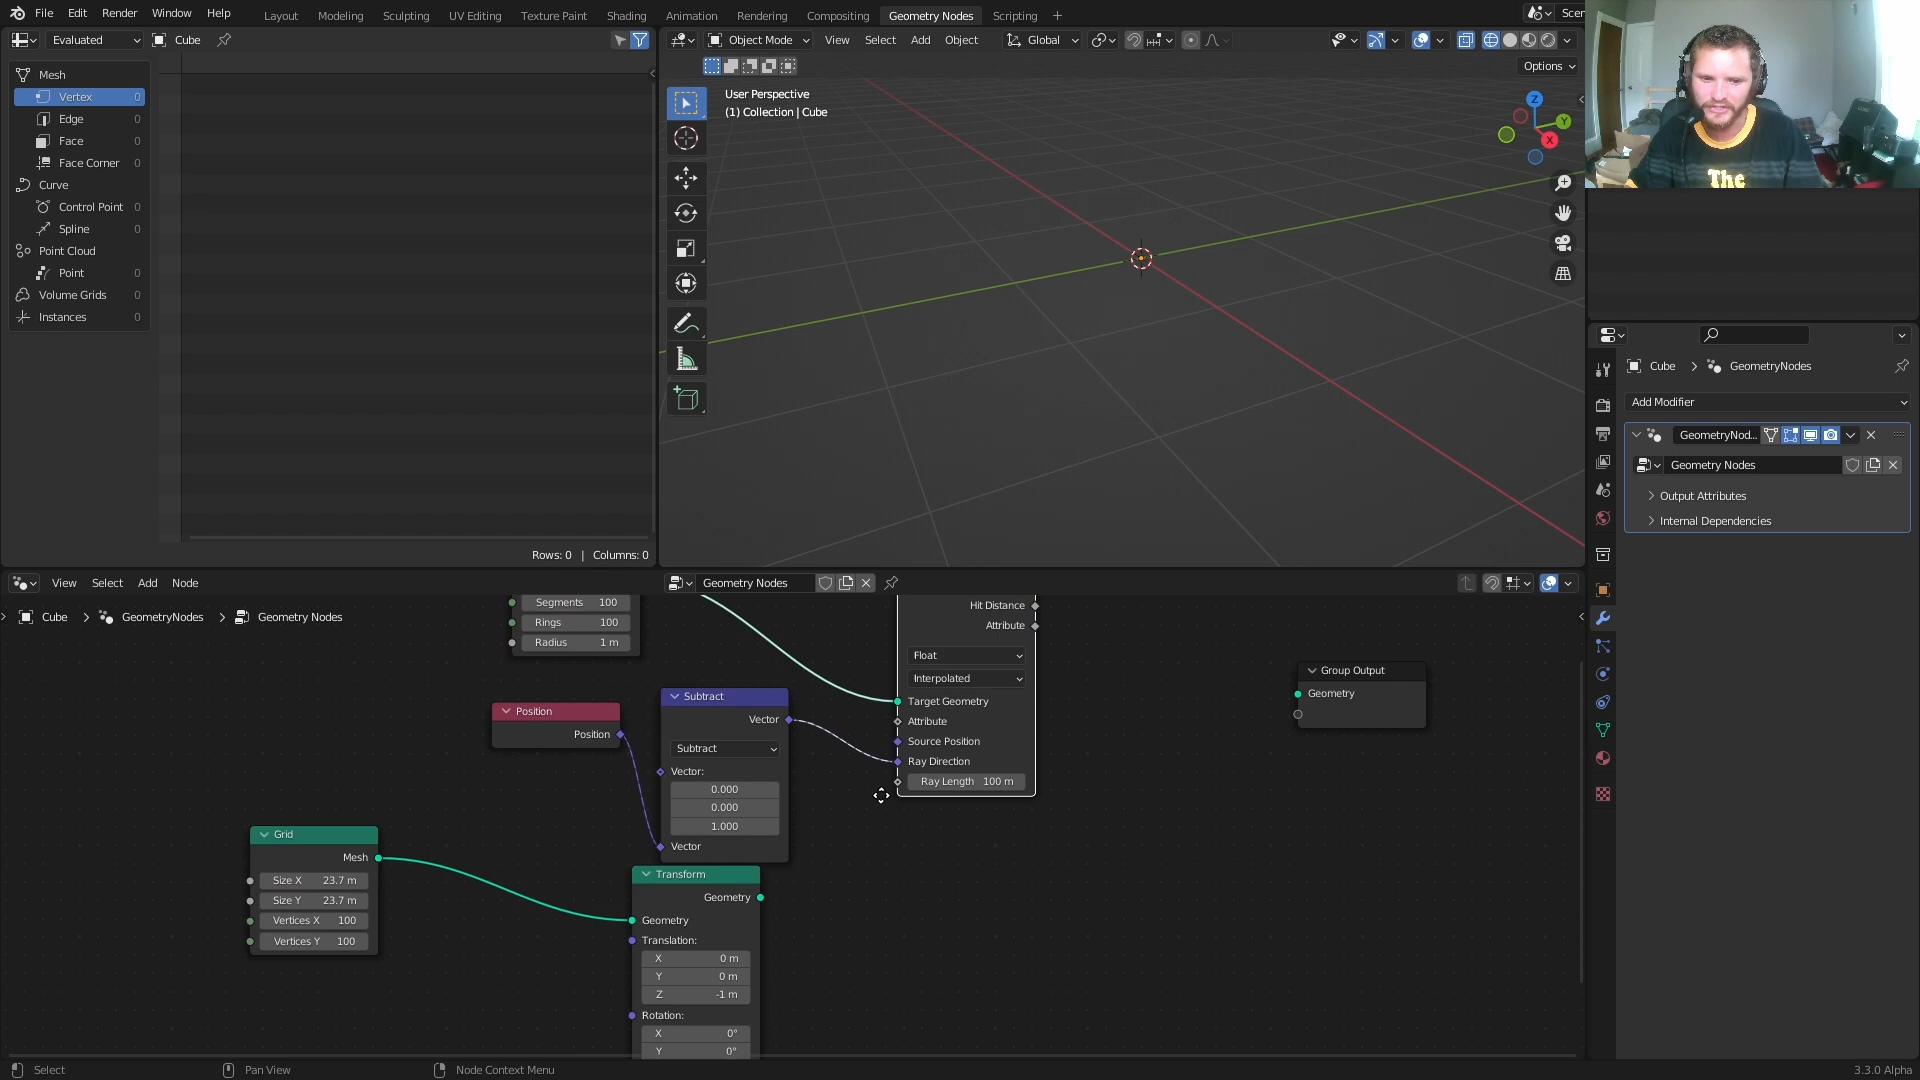 File Edit Render Window Help
Layout Modeling Sculpting UV Editing Texture Paint Shading Animation Rendering Compositing Geometry Nodes Scripting +
Scen
Evaluated Cube
Mesh
Vertex 0
Edge 0
Face 0
Face Corner 0
Curve
Control Point 0
Spline 0
Point Cloud
Point 0
Volume Grids 0
Instances 0
Rows: 0 | Columns: 0
Object Mode View Select Add Object Global
Options
User Perspective
(1) Collection | Cube
Z
Y
X
The
Cube > GeometryNodes
Add Modifier
GeometryNod...
Geometry Nodes
Output Attributes
Internal Dependencies
View Select Add Node
Geometry Nodes
Cube > GeometryNodes > Geometry Nodes
Segments 100
Rings 100
Radius 1 m
Position
Position
Subtract
Vector
Subtract
Vector:
0.000
0.000
1.000
Vector
Hit Distance
Attribute
Float
Interpolated
Target Geometry
Attribute
Source Position
Ray Direction
Ray Length 100 m
Group Output
Geometry
Grid
Mesh
Size X 23.7 m
Size Y 23.7 m
Vertices X 100
Vertices Y 100
Transform
Geometry
Geometry
Translation:
X 0 m
Y 0 m
Z -1 m
Rotation:
X 0°
Y 0°
Select Pan View Node Context Menu
3.3.0 Alpha